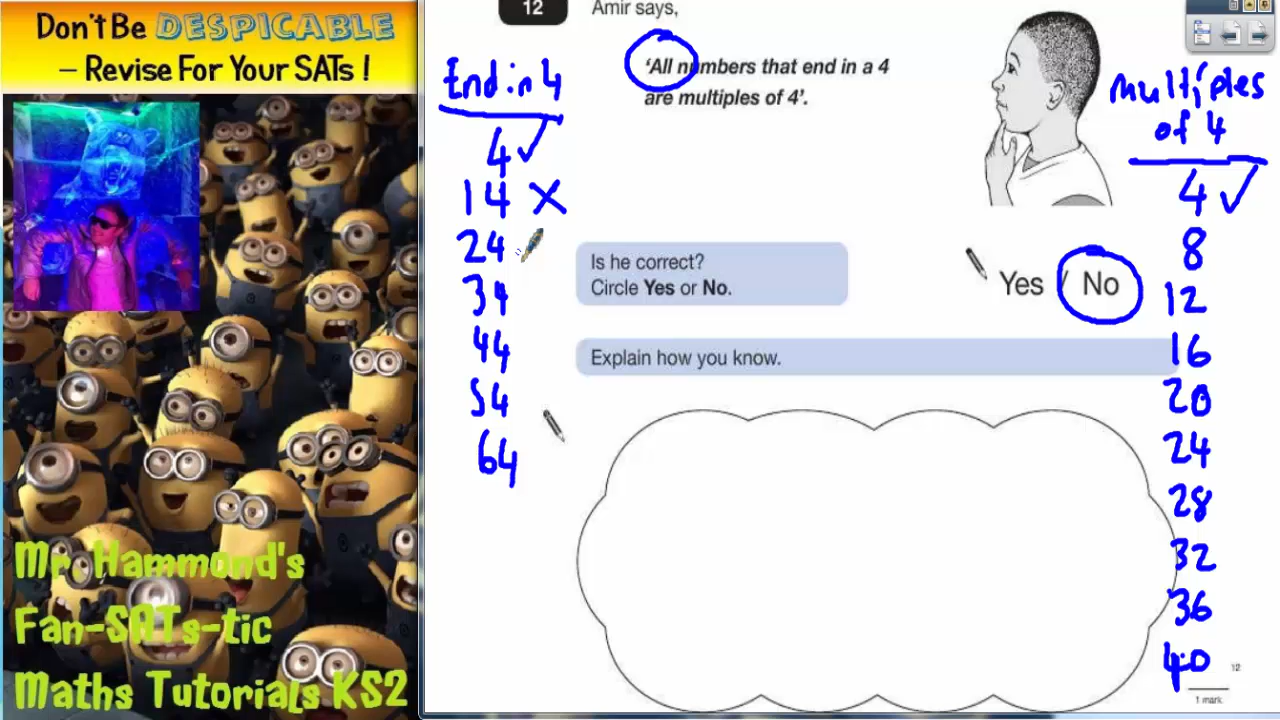 Don't Be DESPICABLE
– Revise For Your SATs !
Mr. Hammond's
Fan-SATs-tic
Maths Tutorials KS2
End in 4
4 ✓
14 X
24
34
44
54
64
12
Amir says,
'All numbers that end in a 4
are multiples of 4'.
Is he correct?
Circle Yes or No.
Yes / No
Explain how you know.
multiples
of 4
4 ✓
8
12
16
20
24
28
32
36
40
12
1 mark